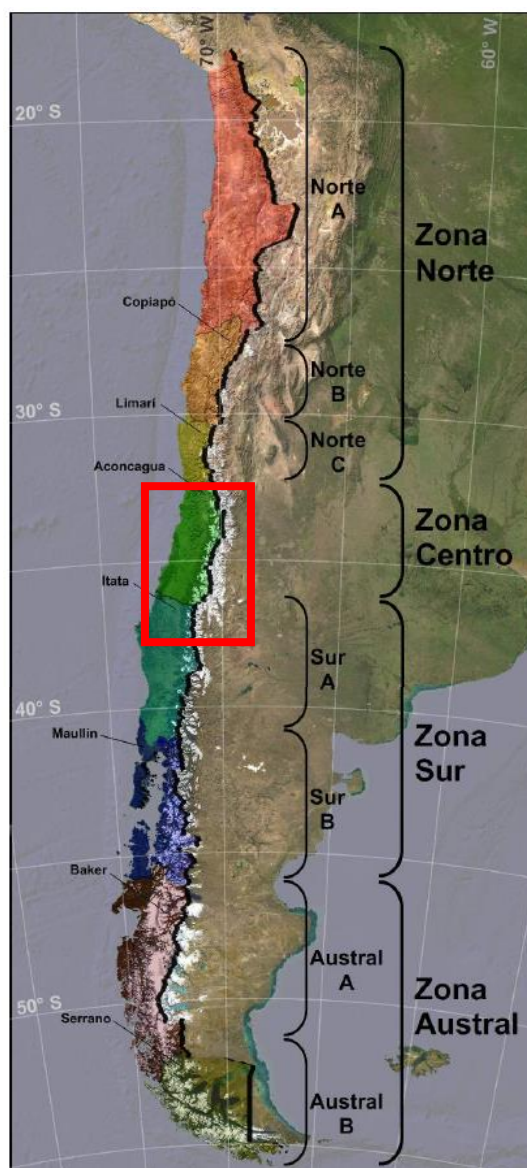 70° W
60° W
20° S
Norte
A
Zona
Norte
Copiapó
Norte
B
Limarí
30° S
Norte
C
Aconcagua
Zona
Centro
Itata
Sur
A
40° S
Maullin
Zona
Sur
Sur
B
Baker
Austral
A
Zona
Austral
50° S
Serrano
Austral
B